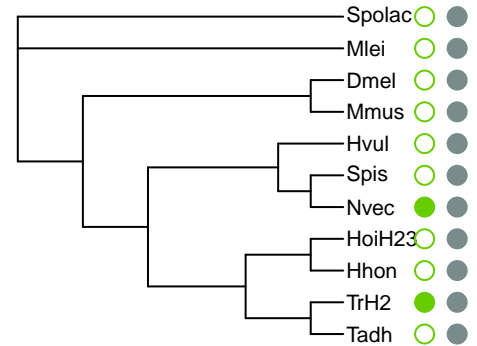 Spolac
Mlei
Dmel
Mmus
Hvul
Spis
Nvec
HoiH23
Hhon
TrH2
Tadh